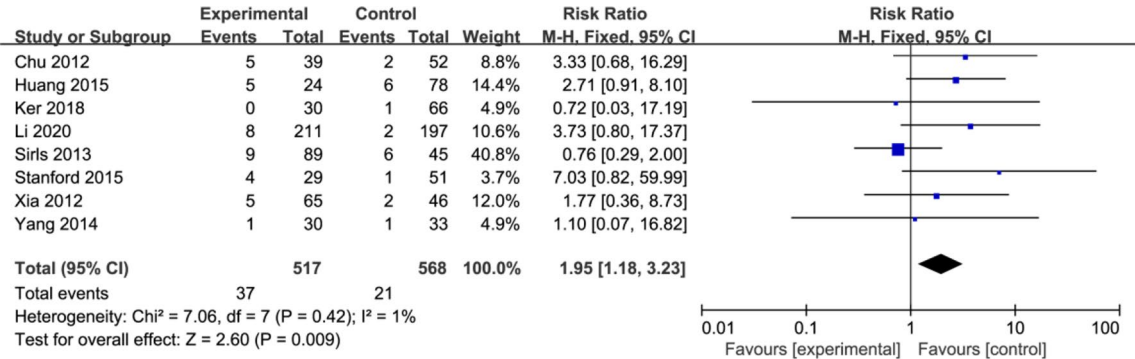 Experimental Control Risk Ratio Risk Ratio
Study or Subgroup Events Total Events Total Weight M-H, Fixed, 95% CI M-H, Fixed, 95% CI
Chu 2012 5 39 2 52 8.8% 3.33 [0.68, 16.29]
Huang 2015 5 24 6 78 14.4% 2.71 [0.91, 8.10]
Ker 2018 0 30 1 66 4.9% 0.72 [0.03, 17.19]
Li 2020 8 211 2 197 10.6% 3.73 [0.80, 17.37]
Sirls 2013 9 89 6 45 40.8% 0.76 [0.29, 2.00]
Stanford 2015 4 29 1 51 3.7% 7.03 [0.82, 59.99]
Xia 2012 5 65 2 46 12.0% 1.77 [0.36, 8.73]
Yang 2014 1 30 1 33 4.9% 1.10 [0.07, 16.82]
Total (95% CI) 517 568 100.0% 1.95 [1.18, 3.23]
Total events 37 21
Heterogeneity: Chi² = 7.06, df = 7 (P = 0.42); I² = 1%
Test for overall effect: Z = 2.60 (P = 0.009)
0.01 0.1 1 10 100
Favours [experimental] Favours [control]